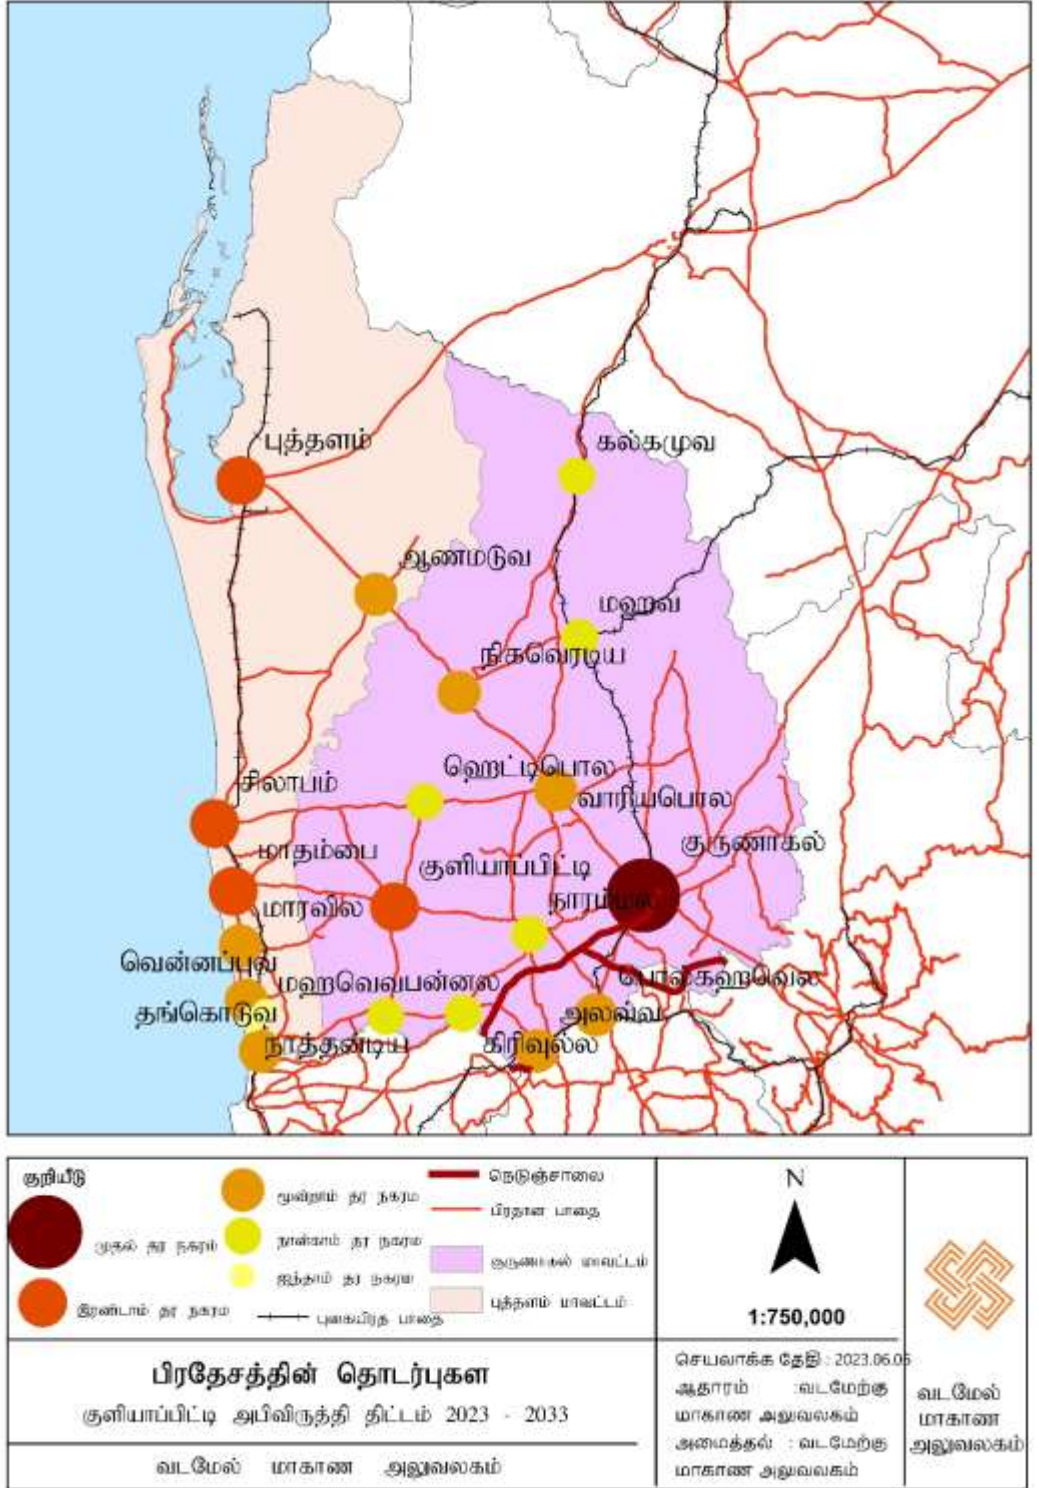 புத்தளம்
கல்கமுவ
ஆணமடுவ
மஹவ
நிகவெரடிய
ஹெட்டிபொல
வாரியபொல
சிலாபம்
குருணாகல்
மாதம்பை
குளியாப்பிட்டி
நாரம்மல
மாரவில
வென்னப்புவ
பொல்கஹவெல
மஹவெவ
பன்னல
தங்கொடுவ
அலவ்வ
நாத்தன்டிய
கிரிவுல்ல
குறியீடு
முதல் தர நகரம்
இரண்டாம் தர நகரம
மூன்றாம் தர நகரம
நான்காம் தர நகரம
ஐந்தாம் தர நகரம
புகையிரத பாதை
நெடுஞ்சாலை
பிரதான பாதை
குருணாகல் மாவட்டம்
புத்தளம் மாவட்டம்
N
1:750,000
பிரதேசத்தின் தொடர்புகள
குளியாப்பிட்டி அபிவிருத்தி திட்டம் 2023 - 2033
வடமேல் மாகாண அலுவலகம்
செயலாக்க தேதி : 2023.06.05
ஆதாரம் :வடமேற்கு
மாகாண அலுவலகம்
அமைத்தல் : வடமேற்கு
மாகாண அலுவலகம்
வடமேல்
மாகாண
அலுவலகம்